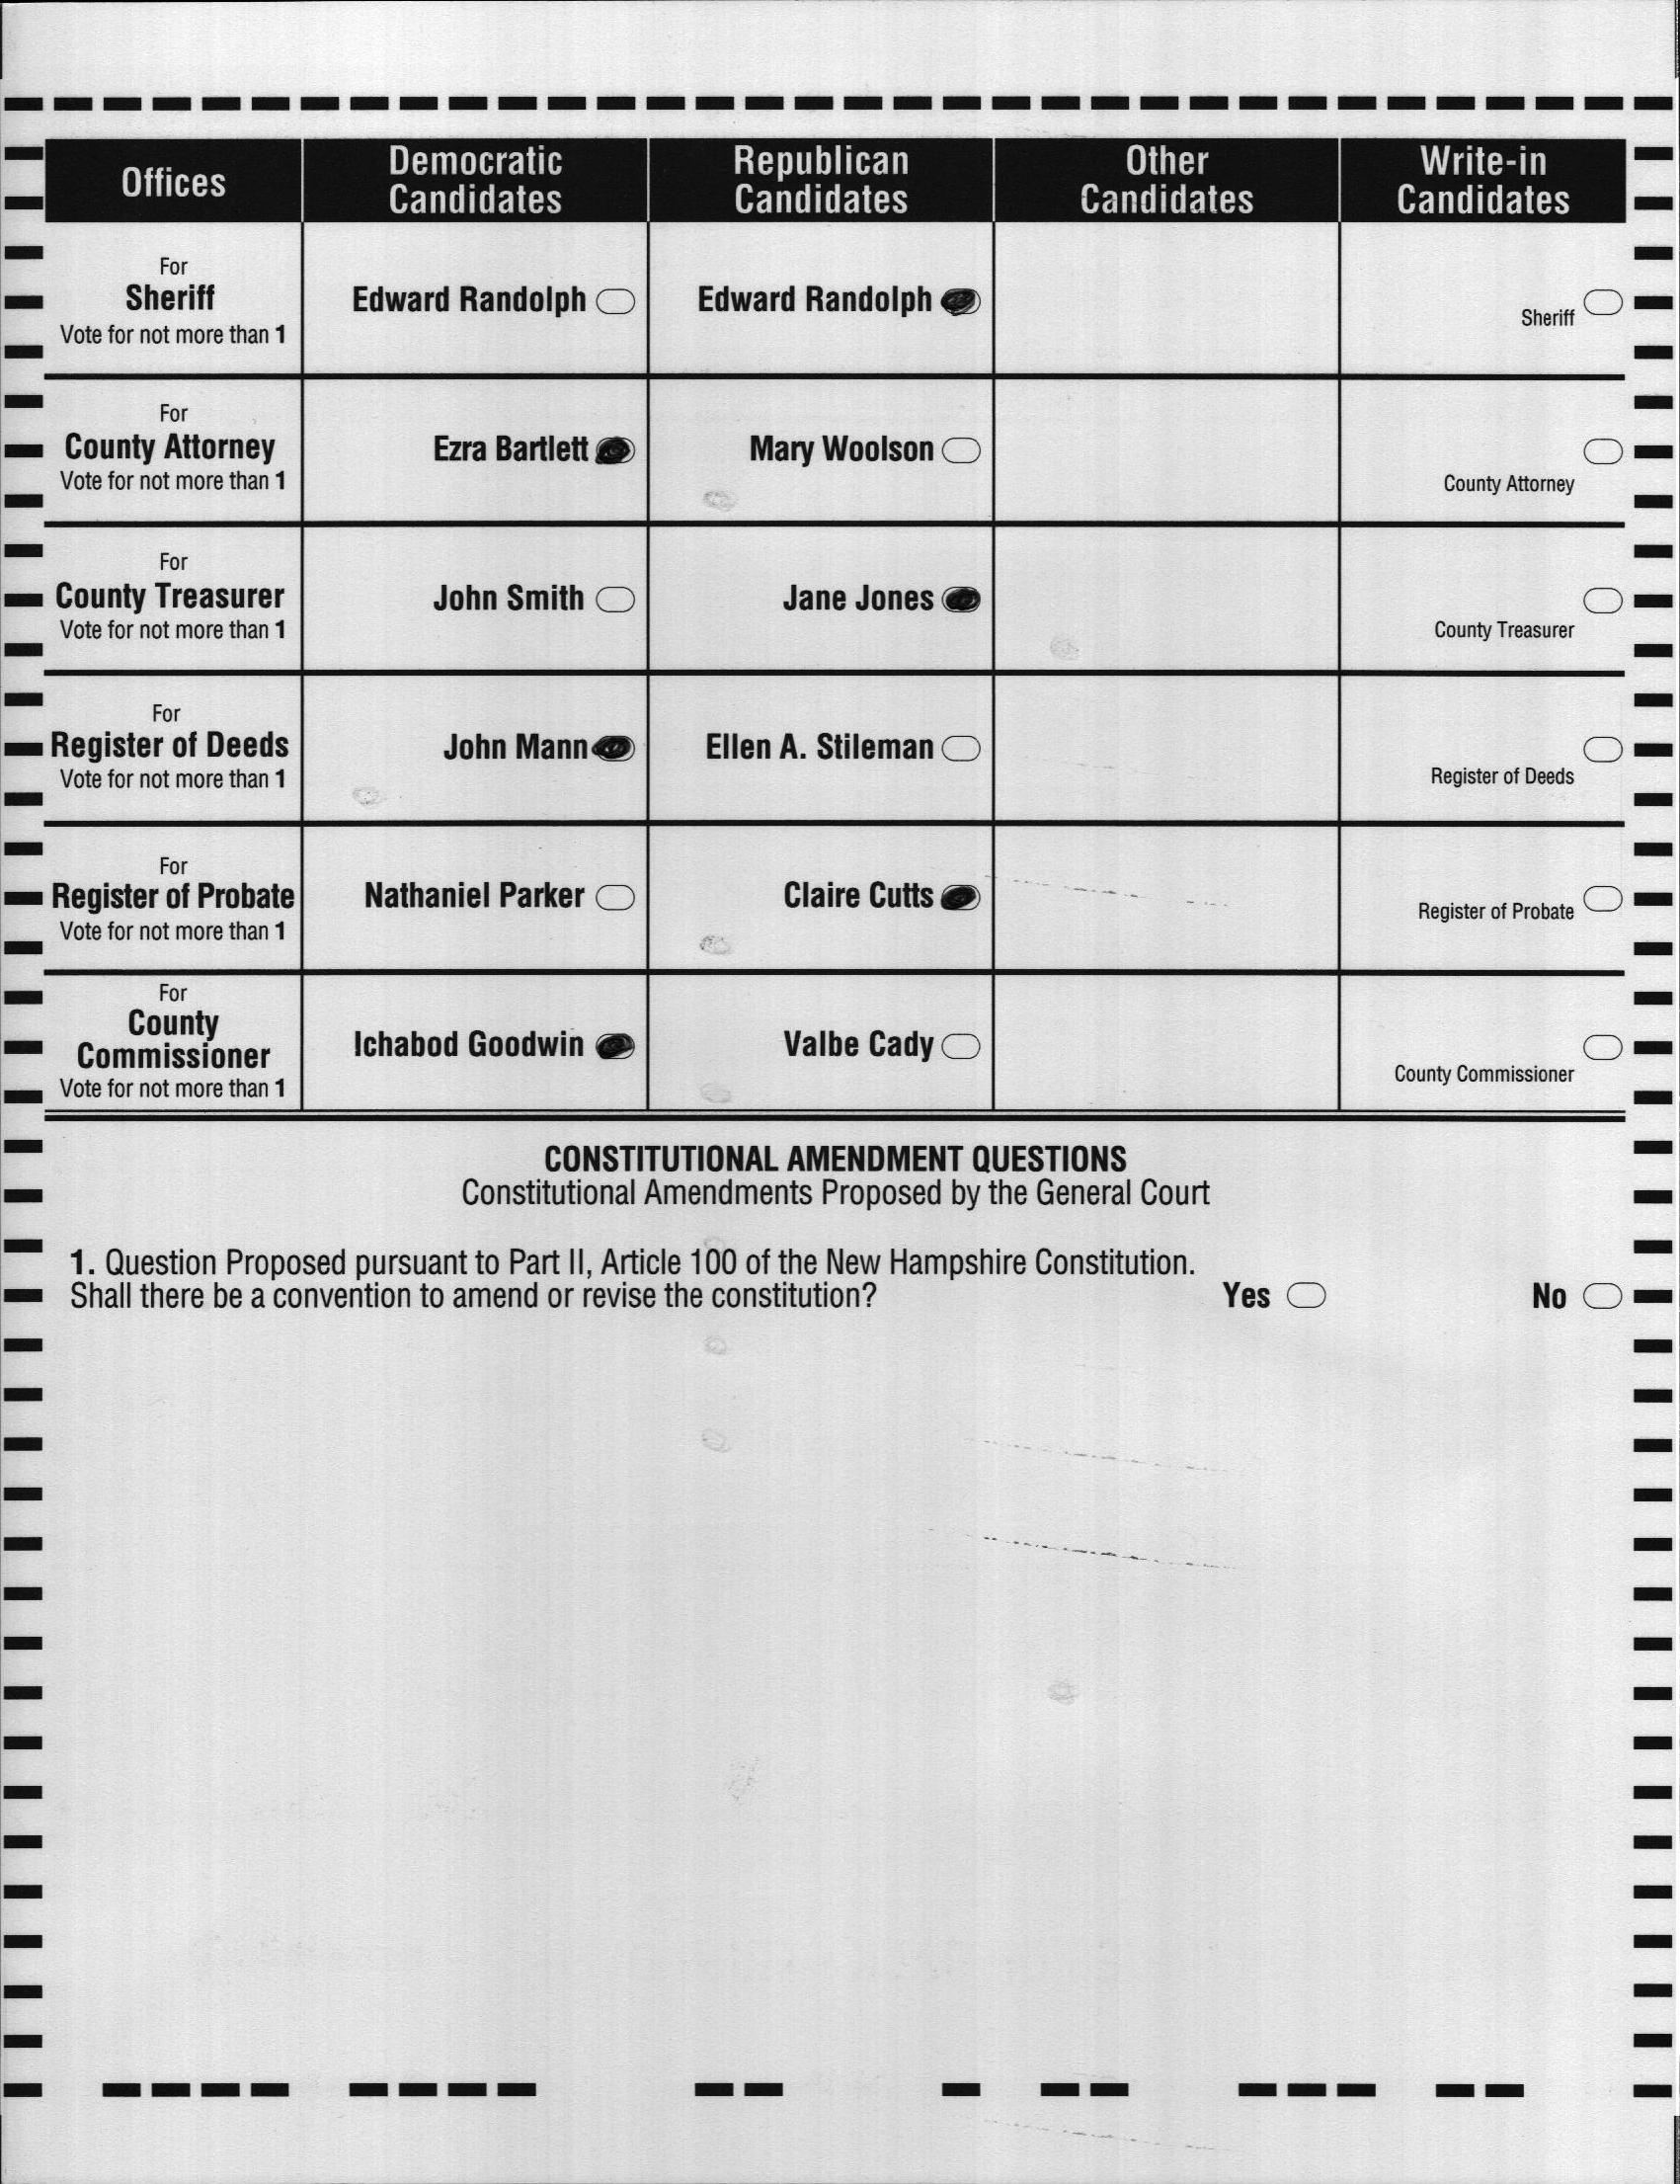 Offices
Democratic
Candidates
Republican
Candidates
Other
Candidates
Write-in
Candidates
For
Sheriff
Vote for not more than 1
Edward Randolph
Edward Randolph
Sheriff
For
County Attorney
Vote for not more than 1
Ezra Bartlett
Mary Woolson
County Attorney
For
County Treasurer
Vote for not more than 1
John Smith
Jane Jones
County Treasurer
For
Register of Deeds
Vote for not more than 1
John Mann
Ellen A. Stileman
Register of Deeds
For
Register of Probate
Vote for not more than 1
Nathaniel Parker
Claire Cutts
Register of Probate
For
County
Commissioner
Vote for not more than 1
Ichabod Goodwin
Valbe Cady
County Commissioner
CONSTITUTIONAL AMENDMENT QUESTIONS
Constitutional Amendments Proposed by the General Court
1. Question Proposed pursuant to Part II, Article 100 of the New Hampshire Constitution.
Shall there be a convention to amend or revise the constitution?
Yes
No